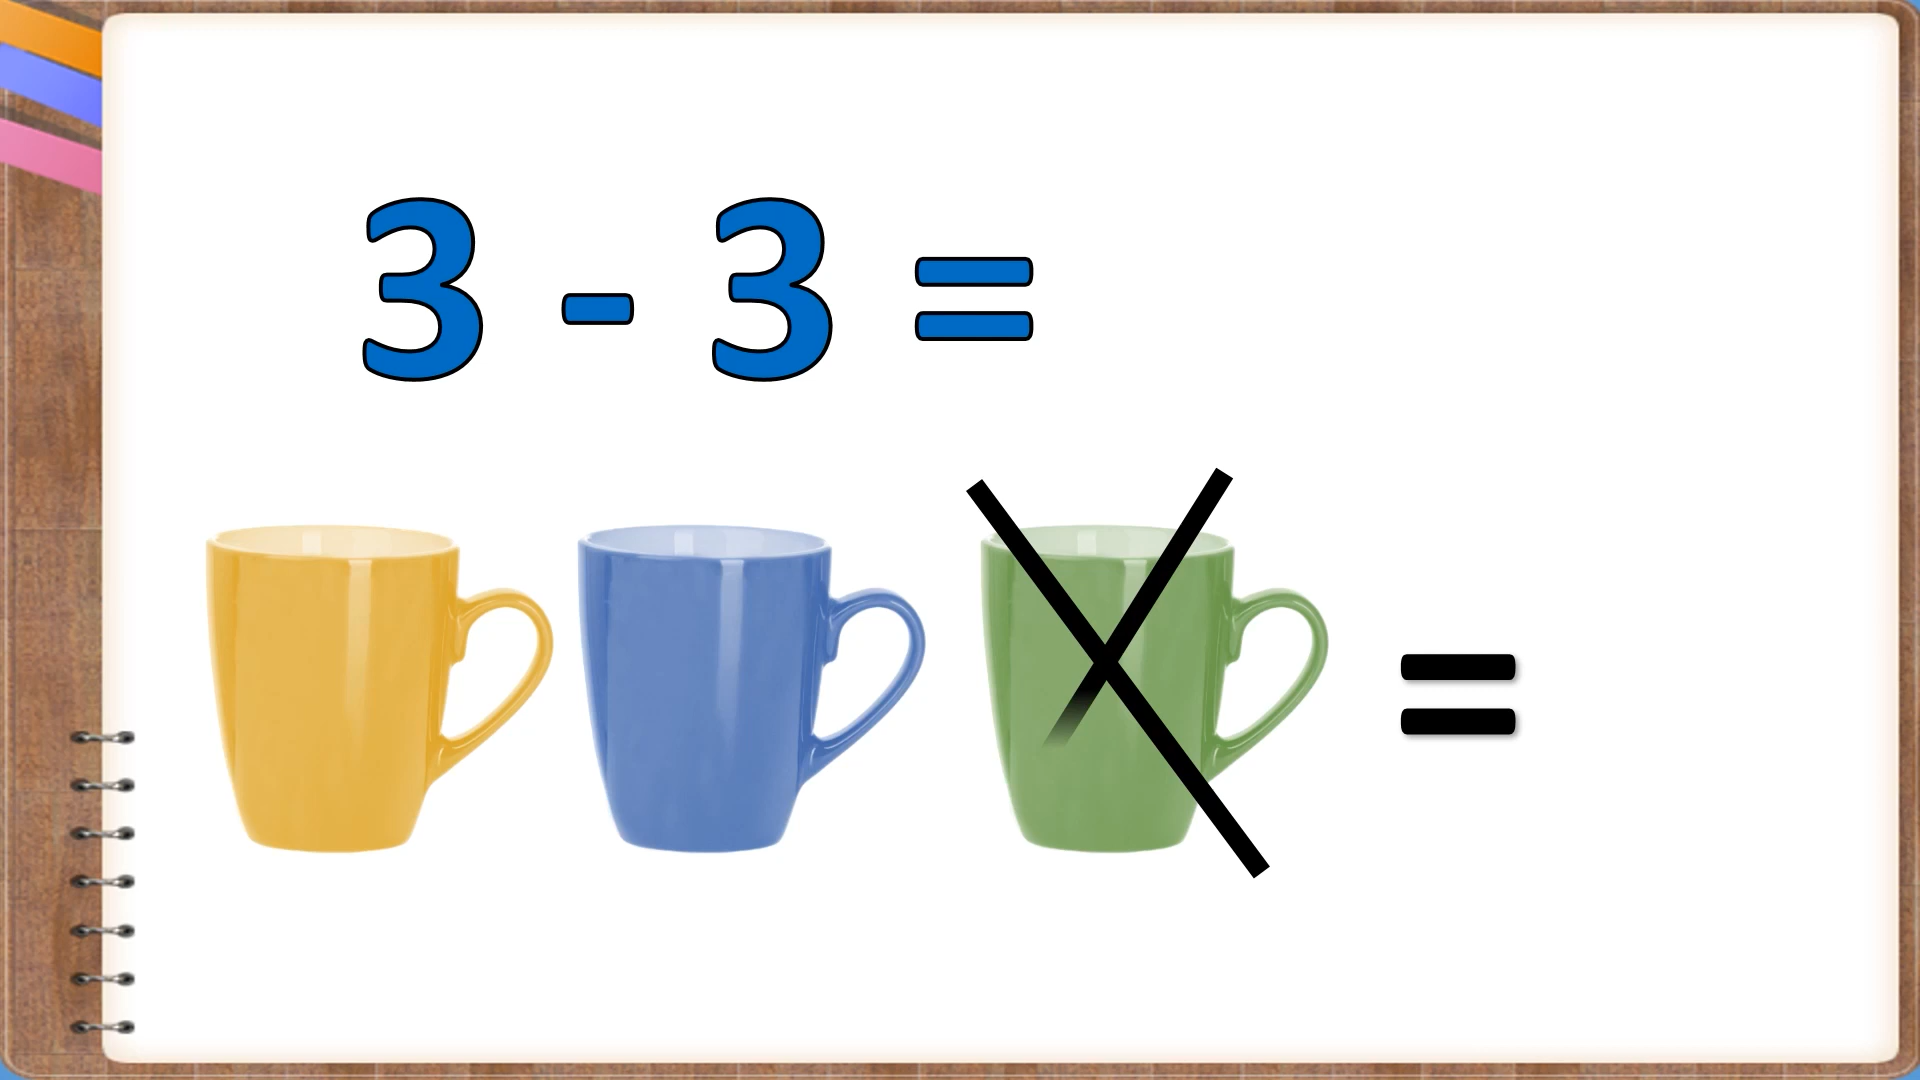 3 - 3 =
=